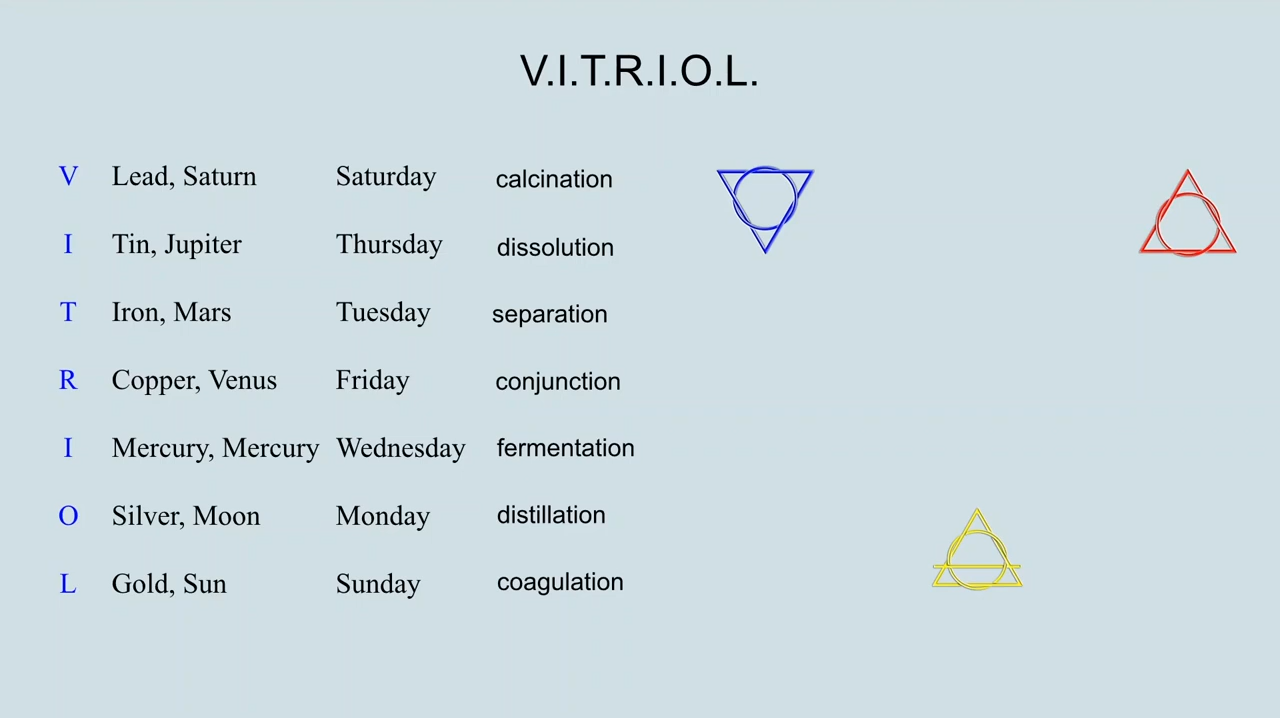 V.I.T.R.I.O.L.
V Lead, Saturn Saturday calcination
I Tin, Jupiter Thursday dissolution
T Iron, Mars Tuesday separation
R Copper, Venus Friday conjunction
I Mercury, Mercury Wednesday fermentation
O Silver, Moon Monday distillation
L Gold, Sun Sunday coagulation